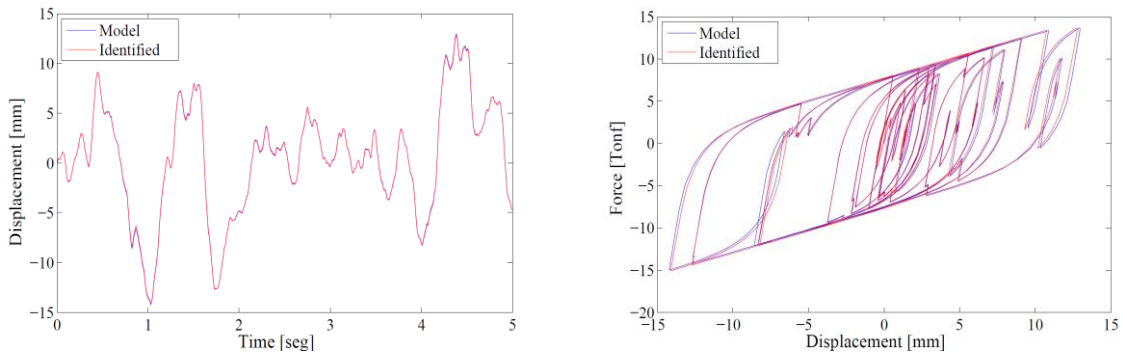 15
10
5
0
−5
−10
−15
Displacement [mm]
Model
Identified
0 1 2 3 4 5
Time [seg]
15
10
5
0
−5
−10
−15
−20
Force [Tonf]
Model
Identified
−15 −10 −5 0 5 10 15
Displacement [mm]